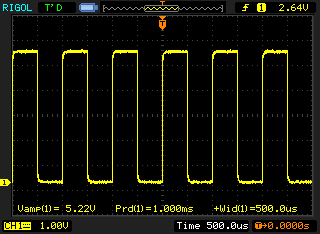 RIGOL T'D T 1 2.64V
T
1
Vamp(1)= 5.22V Prd(1)=1.000ms +Wid(1)=500.0us
CH1 1.00V Time 500.0us T→0.0000s